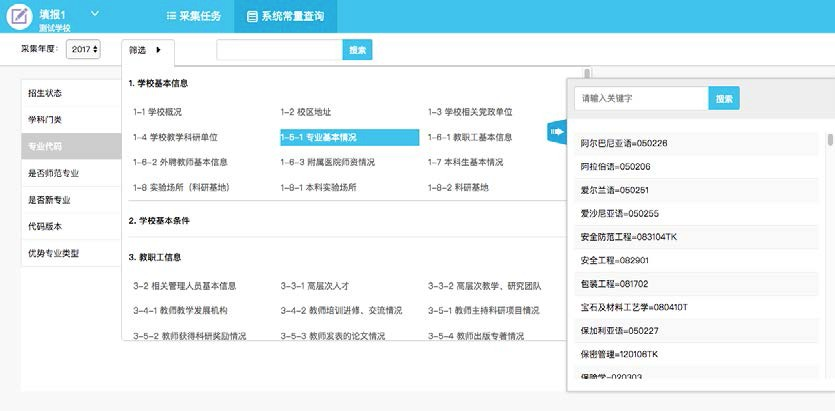 填报1
测试学校
采集任务
系统常量查询
采集年度：
2017
筛选
搜索
招生状态
学科门类
专业代码
是否师范专业
是否新专业
代码版本
优势专业类型
1. 学校基本信息
1-1 学校概况
1-2 校区地址
1-3 学校相关党政单位
1-4 学校教学科研单位
1-5-1 专业基本情况
1-6-1 教职工基本信息
1-6-2 外聘教师基本信息
1-6-3 附属医院师资情况
1-7 本科生基本情况
1-8 实验场所（科研基地）
1-8-1 本科实验场所
1-8-2 科研基地
2. 学校基本条件
3. 教职工信息
3-2 相关管理人员基本信息
3-3-1 高层次人才
3-3-2 高层次教学、研究团队
3-4-1 教师教学发展机构
3-4-2 教师培训进修、交流情况
3-5-1 教师主持科研项目情况
3-5-2 教师获得科研奖励情况
3-5-3 教师发表的论文情况
3-5-4 教师出版专著情况
请输入关键字
搜索
阿尔巴尼亚语=050226
阿拉伯语=050206
爱尔兰语=050251
爱沙尼亚语=050255
安全防范工程=083104TK
安全工程=082901
包装工程=081702
宝石及材料工艺学=080410T
保加利亚语=050227
保密管理=120106TK
保险学=020303